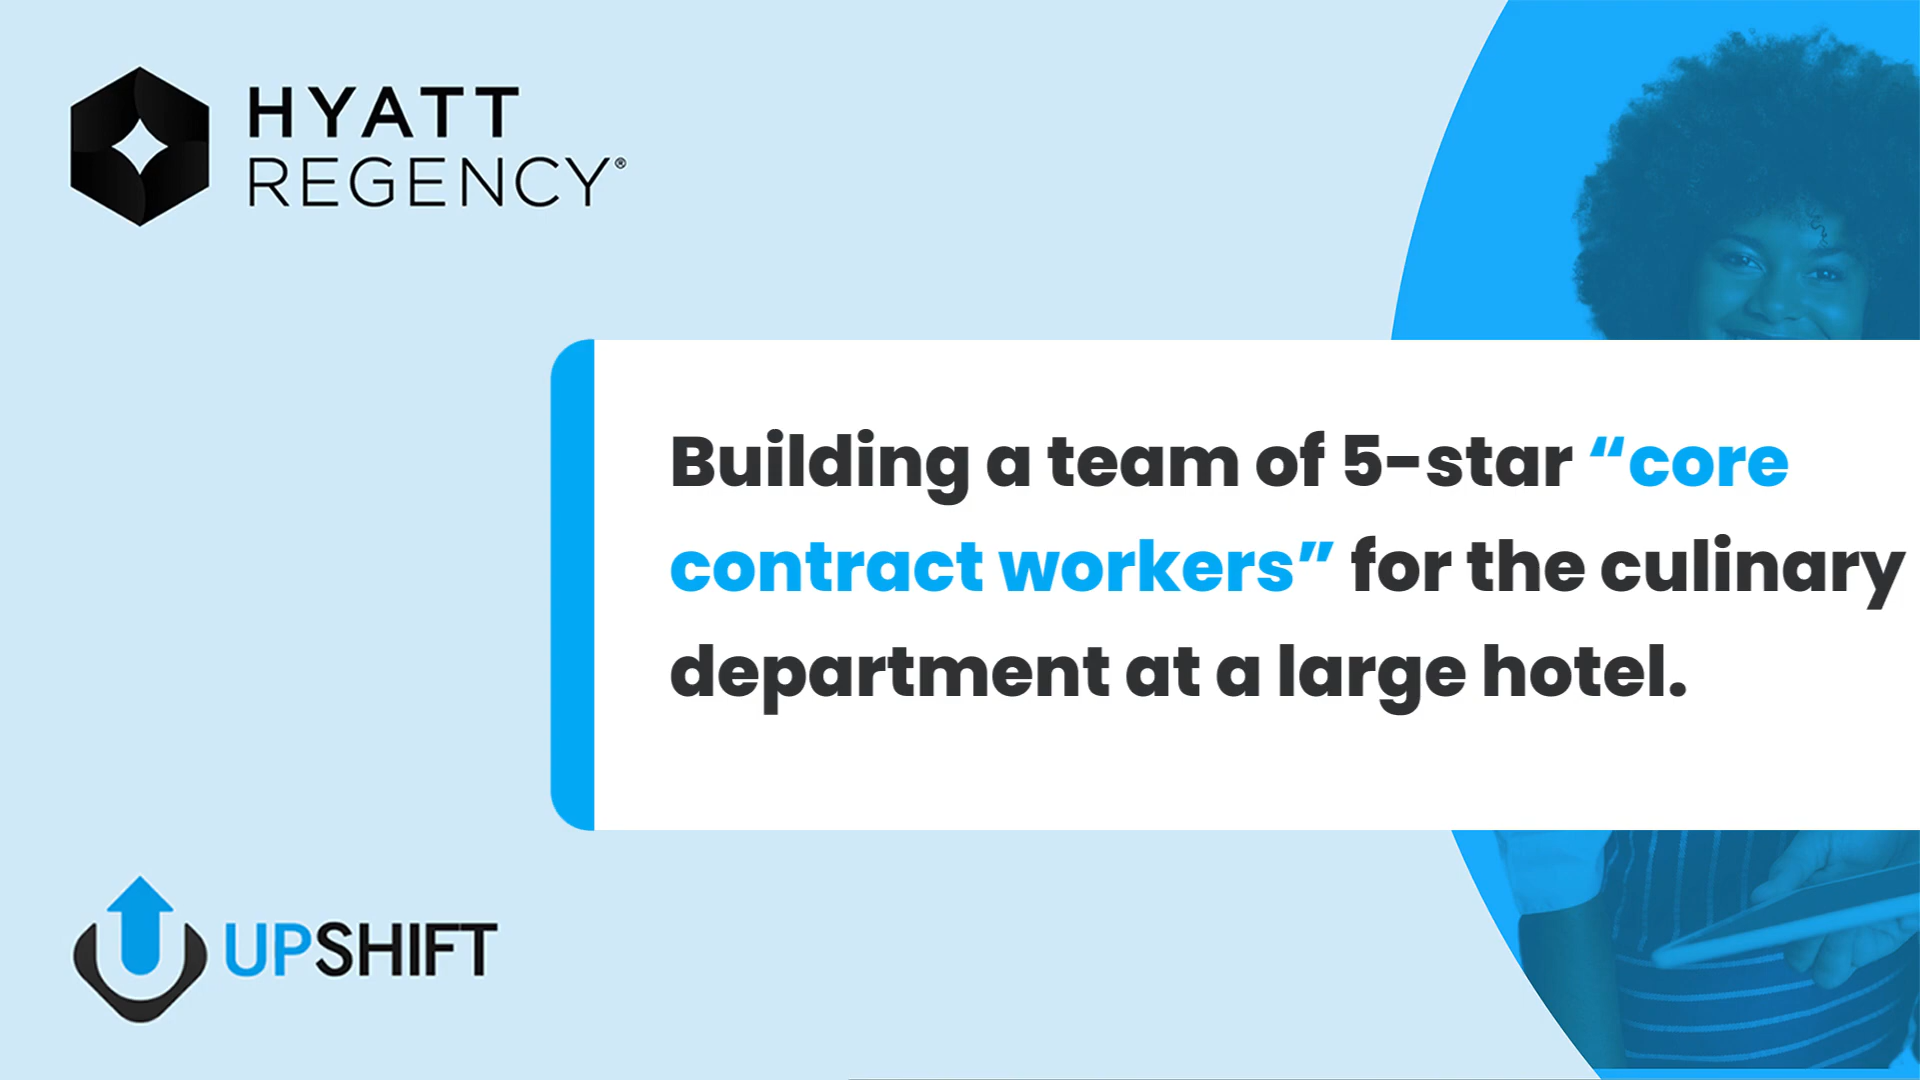 HYATT
REGENCY®
Building a team of 5-star “core
contract workers” for the culinary
department at a large hotel.
UPSHIFT